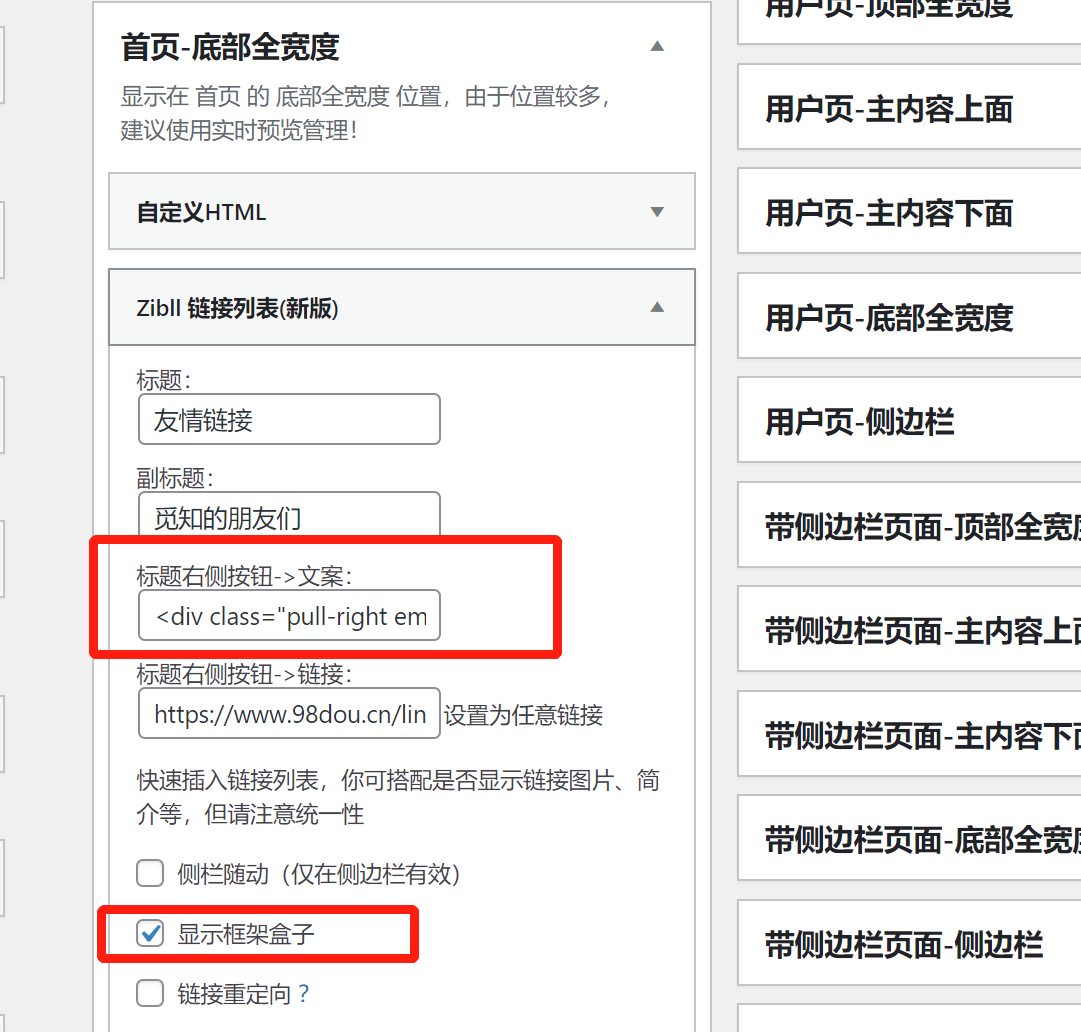 首页-底部全宽度
显示在 首页 的 底部全宽度 位置，由于位置较多，
建议使用实时预览管理！
自定义HTML
Zibll 链接列表(新版)
标题：
友情链接
副标题：
觅知的朋友们
标题右侧按钮->文案：
<div class="pull-right em
标题右侧按钮->链接：
https://www.98dou.cn/lin 设置为任意链接
快速插入链接列表，你可搭配是否显示链接图片、简
介等，但请注意统一性
侧栏随动（仅在侧边栏有效）
显示框架盒子
链接重定向？
用户页-顶部全宽度
用户页-主内容上面
用户页-主内容下面
用户页-底部全宽度
用户页-侧边栏
带侧边栏页面-顶部全宽度
带侧边栏页面-主内容上面
带侧边栏页面-主内容下面
带侧边栏页面-底部全宽度
带侧边栏页面-侧边栏